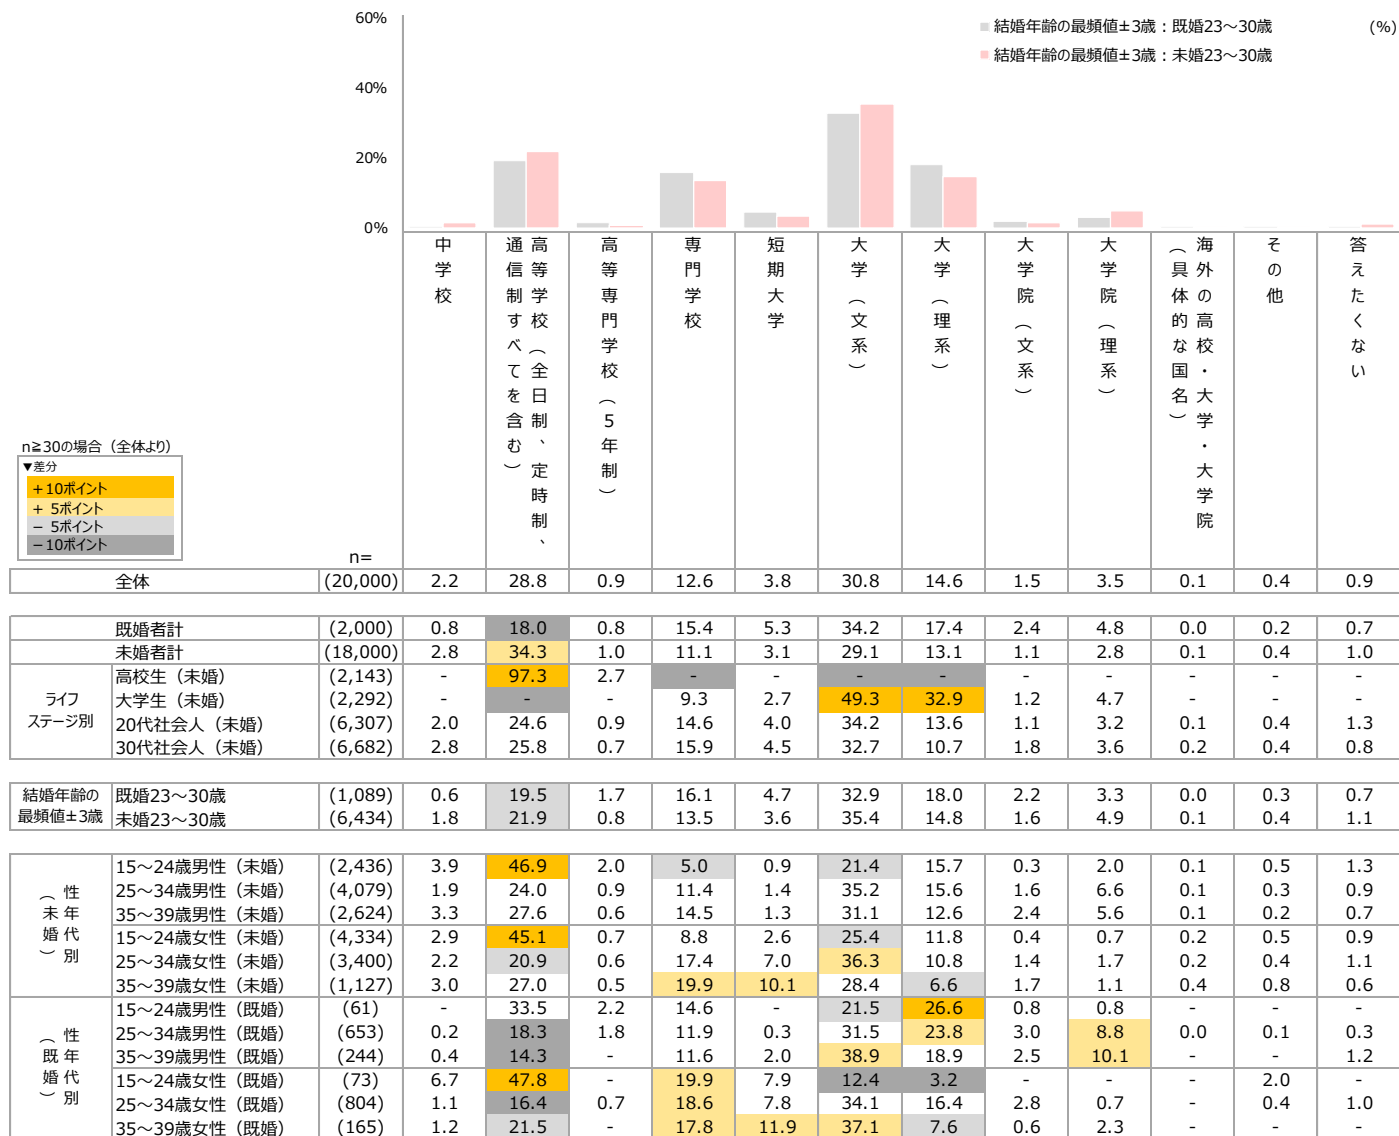 60%
40%
20%
0%
結婚年齢の最頻値±3歳：既婚23～30歳
結婚年齢の最頻値±3歳：未婚23～30歳
(%)
中学校
高等学校（全日制、定時制、
通信制すべてを含む）
高等専門学校（5年制）
専門学校
短期大学
大学（文系）
大学（理系）
大学院（文系）
大学院（理系）
海外の高校・大学・大学院
（具体的な国名）
その他
答えたくない
n≧30の場合（全体より）
▼差分
＋10ポイント
＋ 5ポイント
－ 5ポイント
－10ポイント
n=
全体 (20,000) 2.2 28.8 0.9 12.6 3.8 30.8 14.6 1.5 3.5 0.1 0.4 0.9
既婚者計 (2,000) 0.8 18.0 0.8 15.4 5.3 34.2 17.4 2.4 4.8 0.0 0.2 0.7
未婚者計 (18,000) 2.8 34.3 1.0 11.1 3.1 29.1 13.1 1.1 2.8 0.1 0.4 1.0
ライフ
ステージ別
高校生（未婚） (2,143) - 97.3 2.7 - - - - - - - - -
大学生（未婚） (2,292) - - - 9.3 2.7 49.3 32.9 1.2 4.7 - - -
20代社会人（未婚） (6,307) 2.0 24.6 0.9 14.6 4.0 34.2 13.6 1.1 3.2 0.1 0.4 1.3
30代社会人（未婚） (6,682) 2.8 25.8 0.7 15.9 4.5 32.7 10.7 1.8 3.6 0.2 0.4 0.8
結婚年齢の
最頻値±3歳
既婚23～30歳 (1,089) 0.6 19.5 1.7 16.1 4.7 32.9 18.0 2.2 3.3 0.0 0.3 0.7
未婚23～30歳 (6,434) 1.8 21.9 0.8 13.5 3.6 35.4 14.8 1.6 4.9 0.1 0.4 1.1
性年代別
（未婚）
15～24歳男性（未婚） (2,436) 3.9 46.9 2.0 5.0 0.9 21.4 15.7 0.3 2.0 0.1 0.5 1.3
25～34歳男性（未婚） (4,079) 1.9 24.0 0.9 11.4 1.4 35.2 15.6 1.6 6.6 0.1 0.3 0.9
35～39歳男性（未婚） (2,624) 3.3 27.6 0.6 14.5 1.3 31.1 12.6 2.4 5.6 0.1 0.2 0.7
15～24歳女性（未婚） (4,334) 2.9 45.1 0.7 8.8 2.6 25.4 11.8 0.4 0.7 0.2 0.5 0.9
25～34歳女性（未婚） (3,400) 2.2 20.9 0.6 17.4 7.0 36.3 10.8 1.4 1.7 0.2 0.4 1.1
35～39歳女性（未婚） (1,127) 3.0 27.0 0.5 19.9 10.1 28.4 6.6 1.7 1.1 0.4 0.8 0.6
性年代別
（既婚）
15～24歳男性（既婚） (61) - 33.5 2.2 14.6 - 21.5 26.6 0.8 0.8 - - -
25～34歳男性（既婚） (653) 0.2 18.3 1.8 11.9 0.3 31.5 23.8 3.0 8.8 0.0 0.1 0.3
35～39歳男性（既婚） (244) 0.4 14.3 - 11.6 2.0 38.9 18.9 2.5 10.1 - - 1.2
15～24歳女性（既婚） (73) 6.7 47.8 - 19.9 7.9 12.4 3.2 - - - 2.0 -
25～34歳女性（既婚） (804) 1.1 16.4 0.7 18.6 7.8 34.1 16.4 2.8 0.7 - 0.4 1.0
35～39歳女性（既婚） (165) 1.2 21.5 - 17.8 11.9 37.1 7.6 0.6 2.3 - - -